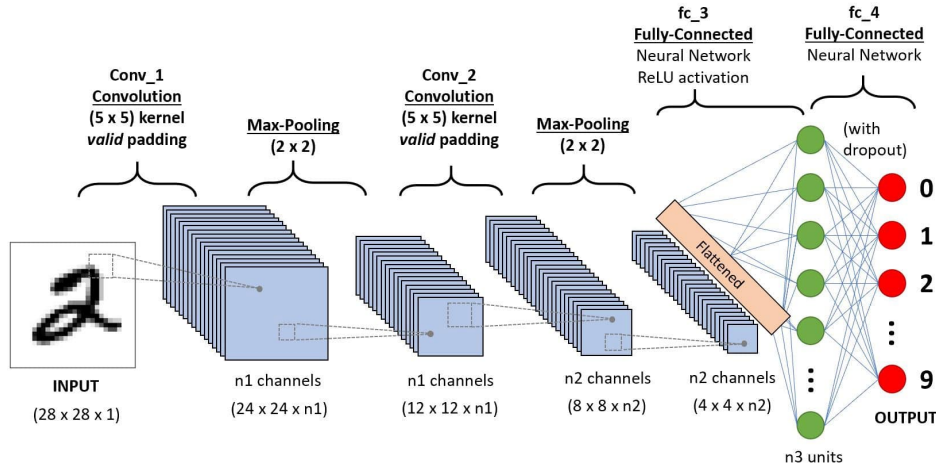 Conv_1
Convolution
(5 x 5) kernel
valid padding
Max-Pooling
(2 x 2)
Conv_2
Convolution
(5 x 5) kernel
valid padding
Max-Pooling
(2 x 2)
fc_3
Fully-Connected
Neural Network
ReLU activation
fc_4
Fully-Connected
Neural Network
(with
dropout)
2
INPUT
(28 x 28 x 1)
n1 channels
(24 x 24 x n1)
n1 channels
(12 x 12 x n1)
n2 channels
(8 x 8 x n2)
n2 channels
(4 x 4 x n2)
Flattened
n3 units
0
1
2
9
OUTPUT